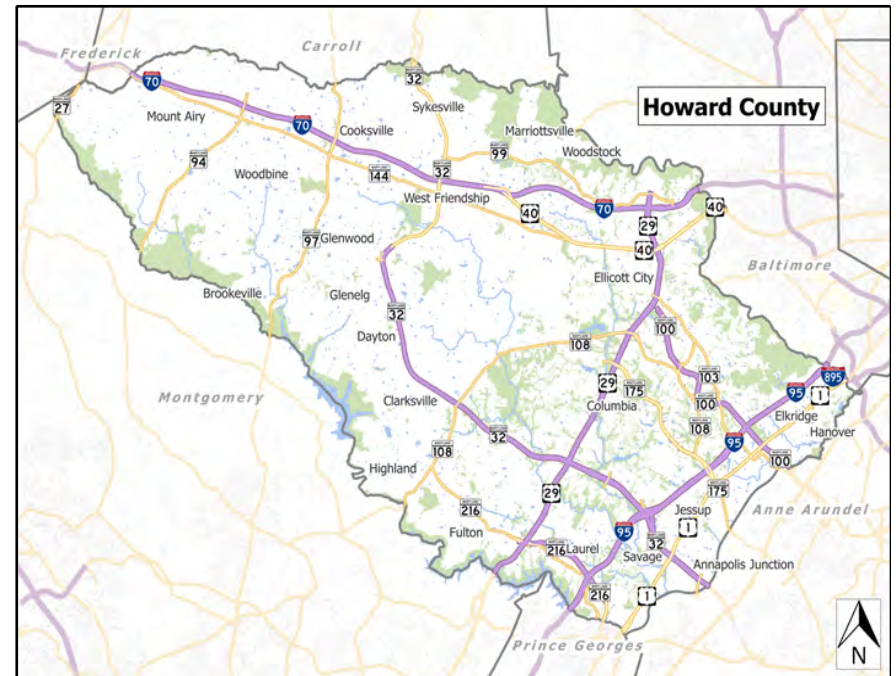 Frederick
Carroll
Howard County
MARYLAND
27
70
32
Sykesville
Mount Airy
70
Cooksville
Marriottsville
99
Woodstock
94
Woodbine
144
32
West Friendship
40
70
40
29
40
97
Glenwood
Ellicott City
Baltimore
Brookeville
Glenelg
32
Dayton
108
100
29
175
103
95
895
1
Montgomery
Clarksville
Columbia
100
108
Elkridge
Hanover
32
95
108
100
Highland
29
175
216
Jessup
Anne Arundel
Fulton
95
1
216
Laurel
Savage
32
Annapolis Junction
216
1
Prince Georges
N